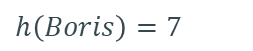 h(Boris) = 7